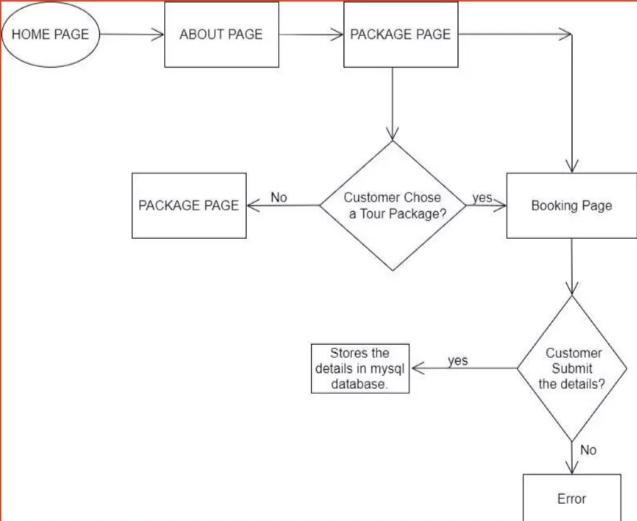 HOME PAGE
ABOUT PAGE
PACKAGE PAGE
PACKAGE PAGE
No
Customer Chose
a Tour Package?
yes
Booking Page
Stores the
details in mysql
database.
yes
Customer
Submit
the details?
No
Error